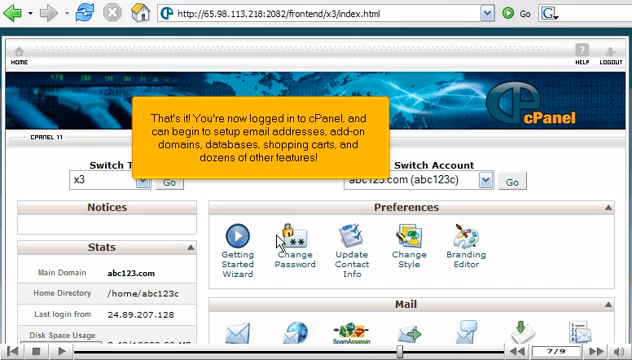 http://65.98.113.218:2082/frontend/x3/index.html
Go
G
HOME
HELP
LOGOUT
cPanel
CPANEL 11
That's it! You're now logged in to cPanel, and
can begin to setup email addresses, add-on
domains, databases, shopping carts, and
dozens of other features!
Switch T
x3
Go
Switch Account
abc123.com (abc123c)
Go
Notices
Stats
Main Domain abc123.com
Home Directory /home/abc123c
Last login from 24.89.207.128
Disk Space Usage
Preferences
Getting Started Wizard
Change Password
Update Contact Info
Change Style
Branding Editor
Mail
SpamAssassin
7/9